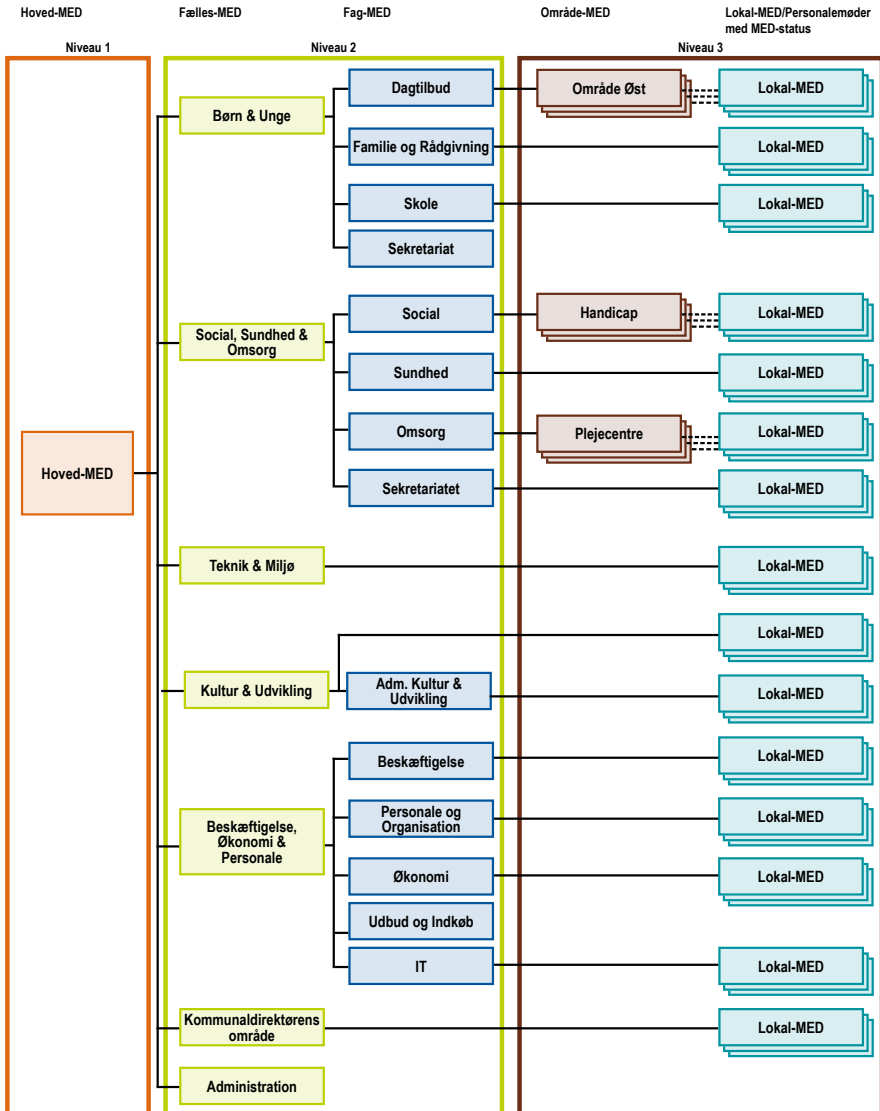 Hoved-MED
Fælles-MED
Fag-MED
Område-MED
Lokal-MED/Personalemøder
med MED-status
Niveau 1
Niveau 2
Niveau 3
Hoved-MED
Børn & Unge
Dagtilbud
Område Øst
Lokal-MED
Familie og Rådgivning
Lokal-MED
Skole
Lokal-MED
Sekretariat
Social, Sundhed &
Omsorg
Social
Handicap
Lokal-MED
Sundhed
Lokal-MED
Omsorg
Plejecentre
Lokal-MED
Sekretariatet
Lokal-MED
Teknik & Miljø
Lokal-MED
Lokal-MED
Kultur & Udvikling
Adm. Kultur &
Udvikling
Lokal-MED
Beskæftigelse,
Økonomi &
Personale
Beskæftigelse
Lokal-MED
Personale og
Organisation
Lokal-MED
Økonomi
Lokal-MED
Udbud og Indkøb
IT
Lokal-MED
Kommunaldirektørens
område
Lokal-MED
Administration